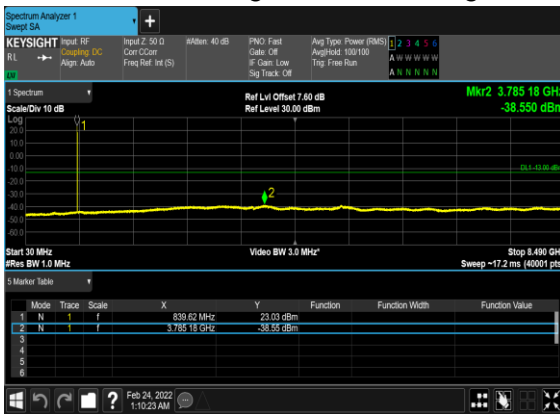 Spectrum Analyzer 1
Swept SA
KEYSIGHT Input: RF Input Z: 50 Ω #Atten: 40 dB PNO: Fast Avg Type: Power (RMS) 1 2 3 4 5 6
RL Coupling: DC Corr CCorr Gate: Off Avg|Hold: 100/100 A W W W W W
Align: Auto Freq Ref: Int (S) IF Gain: Low Trig: Free Run
LV Sig Track: Off A N N N N N
1 Spectrum Ref Lvl Offset 7.60 dB Mkr2 3.785 18 GHz
Scale/Div 10 dB Ref Level 30.00 dBm -38.550 dBm
Log
20.0 1
10.0
0.00
-10.0 DL1 -13.00 dBm
-20.0
-30.0 2
-40.0
-50.0
-60.0
Start 30 MHz Video BW 3.0 MHz* Stop 8.490 GHz
#Res BW 1.0 MHz Sweep ~17.2 ms (40001 pts
5 Marker Table
Mode Trace Scale X Y Function Function Width Function Value
1 N 1 f 839.62 MHz 23.03 dBm
2 N 1 f 3.785 18 GHz -38.55 dBm
3
4
5
6
? Feb 24, 2022
1:10:23 AM